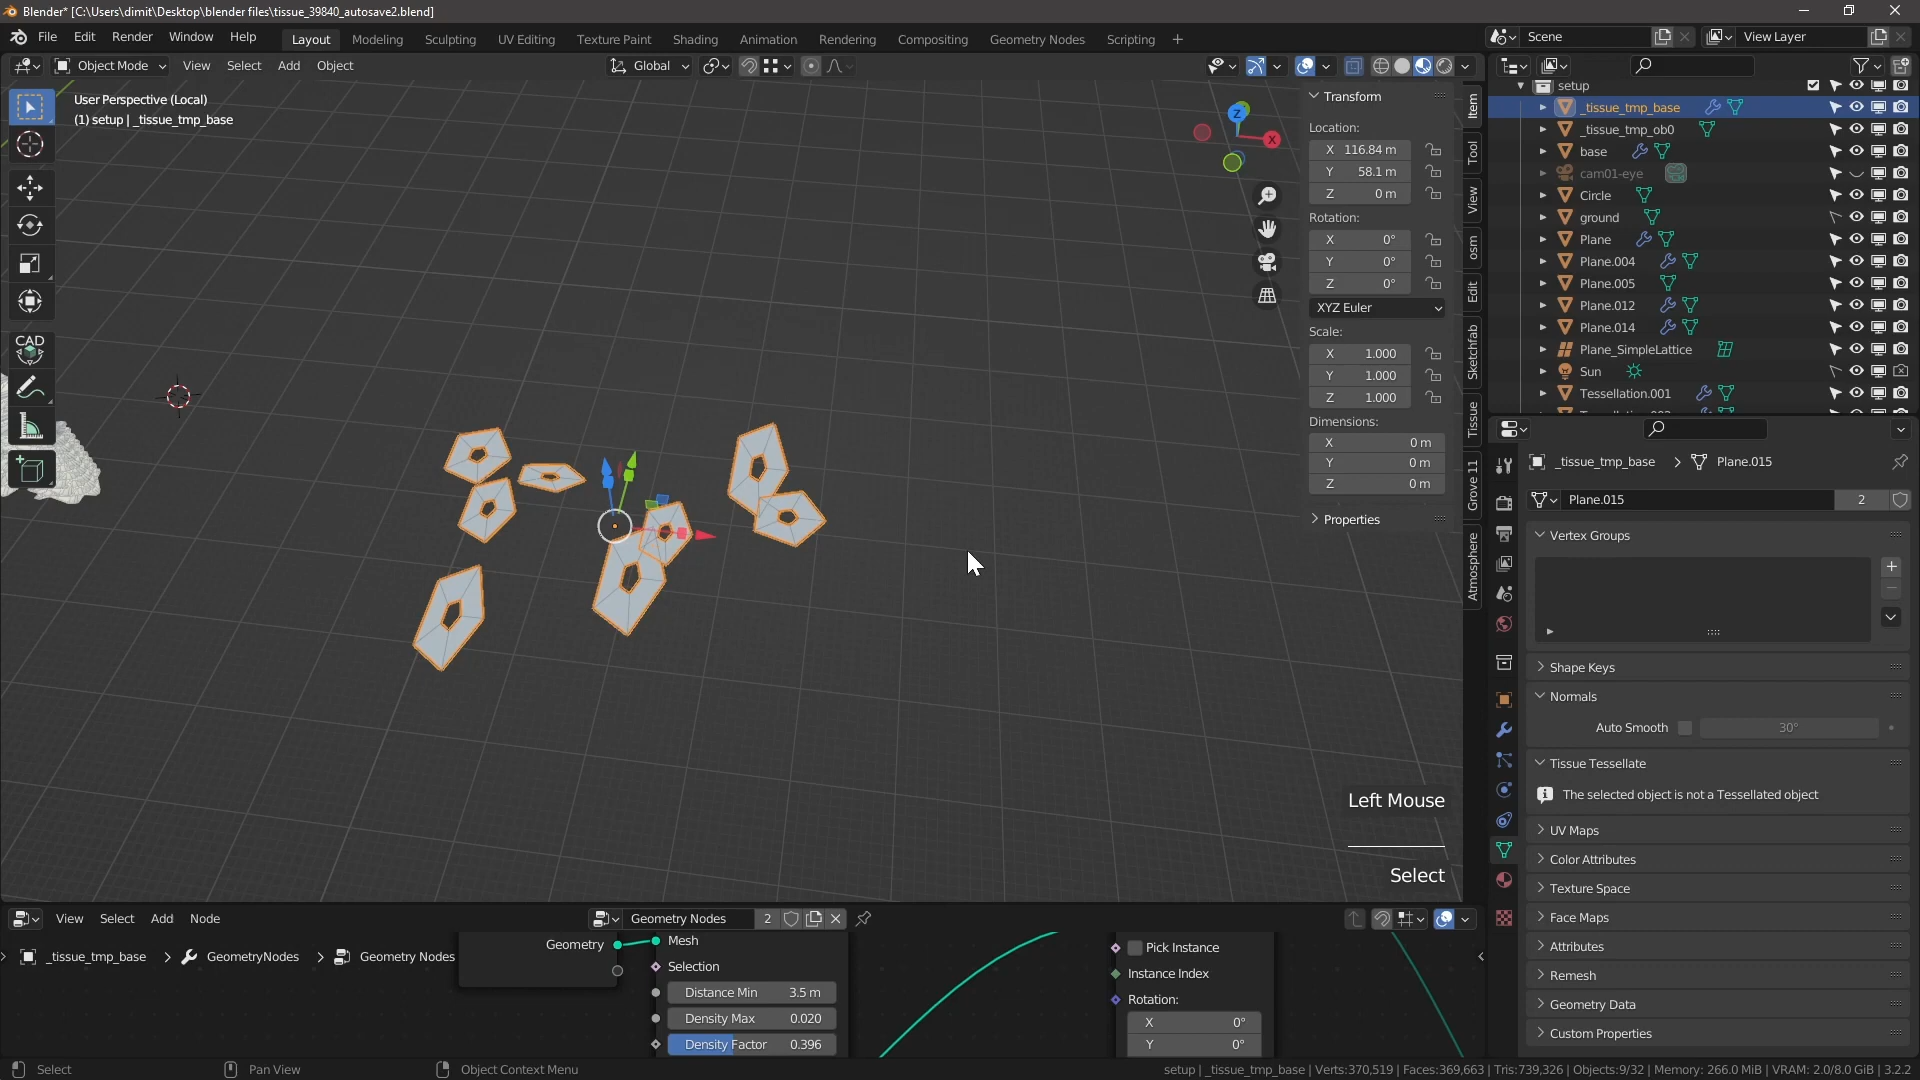 Blender* [C:\Users\dimit\Desktop\blender files\tissue_39840_autosave2.blend]
File Edit Render Window Help Layout Modeling Sculpting UV Editing Texture Paint Shading Animation Rendering Compositing Geometry Nodes Scripting + Scene View Layer
Object Mode View Select Add Object Global
User Perspective (Local)
(1) setup | _tissue_tmp_base
CAD
Z
X
Transform
Location:
X 116.84 m
Y 58.1 m
Z 0 m
Rotation:
X 0°
Y 0°
Z 0°
XYZ Euler
Scale:
X 1.000
Y 1.000
Z 1.000
Dimensions:
X 0 m
Y 0 m
Z 0 m
Properties
Item
Tool
View
osm
Edit
Sketchfab
Tissue
Grove 11
Atmosphere
Left Mouse
Select
setup
_tissue_tmp_base
_tissue_tmp_ob0
base
cam01-eye
Circle
ground
Plane
Plane.004
Plane.005
Plane.012
Plane.014
Plane_SimpleLattice
Sun
Tessellation.001
_tissue_tmp_base > Plane.015
Plane.015 2
Vertex Groups
Shape Keys
Normals
Auto Smooth 30°
Tissue Tessellate
The selected object is not a Tessellated object
UV Maps
Color Attributes
Texture Space
Face Maps
Attributes
Remesh
Geometry Data
Custom Properties
View Select Add Node Geometry Nodes 2
_tissue_tmp_base > GeometryNodes > Geometry Nodes
Geometry
Mesh
Selection
Distance Min 3.5 m
Density Max 0.020
Density Factor 0.396
Pick Instance
Instance Index
Rotation:
X 0°
Y 0°
Select Pan View Object Context Menu
setup | _tissue_tmp_base | Verts:370,519 | Faces:369,663 | Tris:739,326 | Objects:9/32 | Memory: 266.0 MiB | VRAM: 2.0/8.0 GiB | 3.2.2